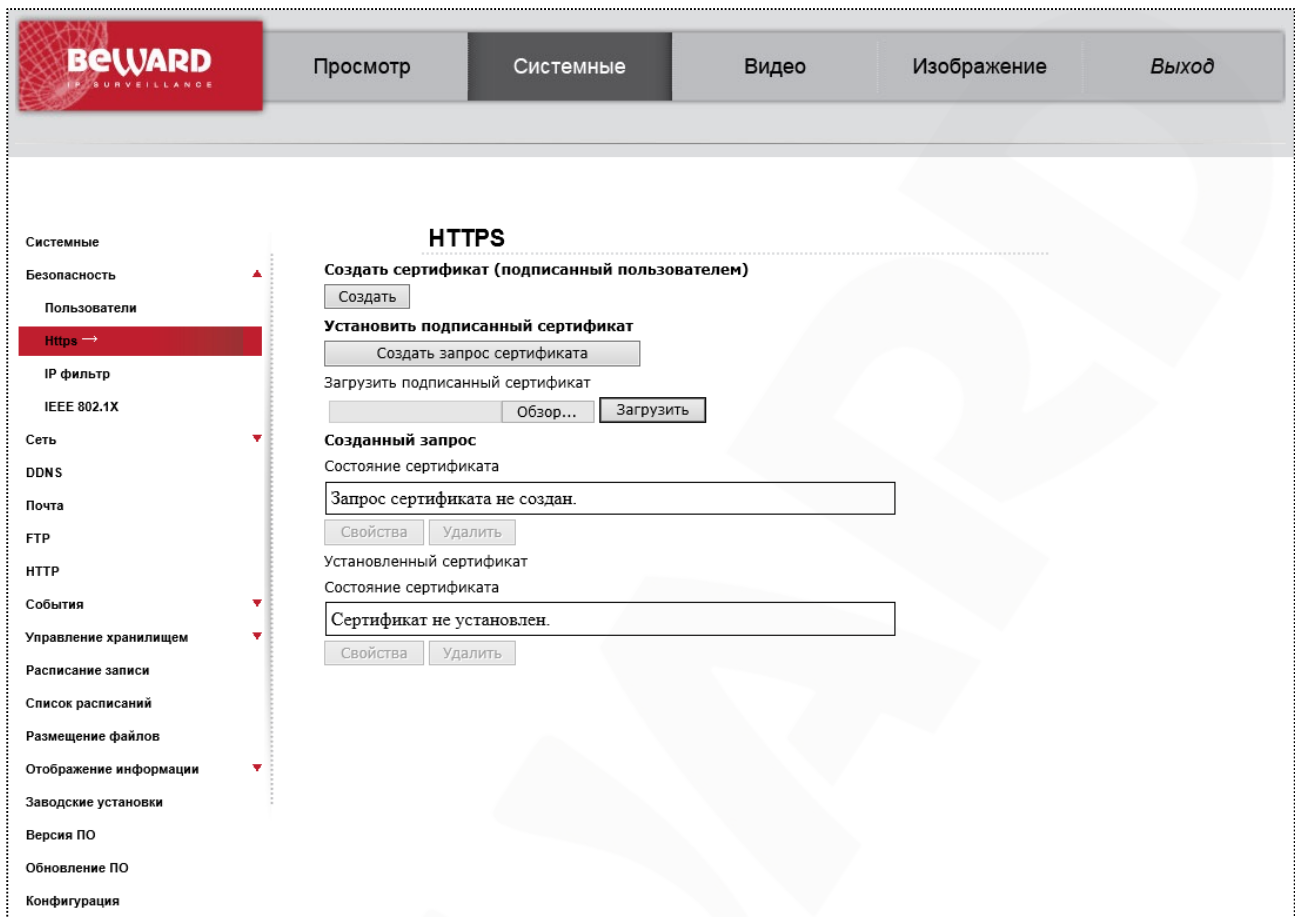 BEWARD
IP SURVEILLANCE
Просмотр
Системные
Видео
Изображение
Выход
Системные
Безопасность
Пользователи
Https →
IP фильтр
IEEE 802.1X
Сеть
DDNS
Почта
FTP
HTTP
События
Управление хранилищем
Расписание записи
Список расписаний
Размещение файлов
Отображение информации
Заводские установки
Версия ПО
Обновление ПО
Конфигурация
HTTPS
Создать сертификат (подписанный пользователем)
Создать
Установить подписанный сертификат
Создать запрос сертификата
Загрузить подписанный сертификат
Обзор... Загрузить
Созданный запрос
Состояние сертификата
Запрос сертификата не создан.
Свойства Удалить
Установленный сертификат
Состояние сертификата
Сертификат не установлен.
Свойства Удалить